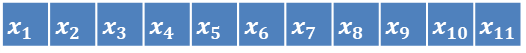 x₁ x₂ x₃ x₄ x₅ x₆ x₇ x₈ x₉ x₁₀ x₁₁